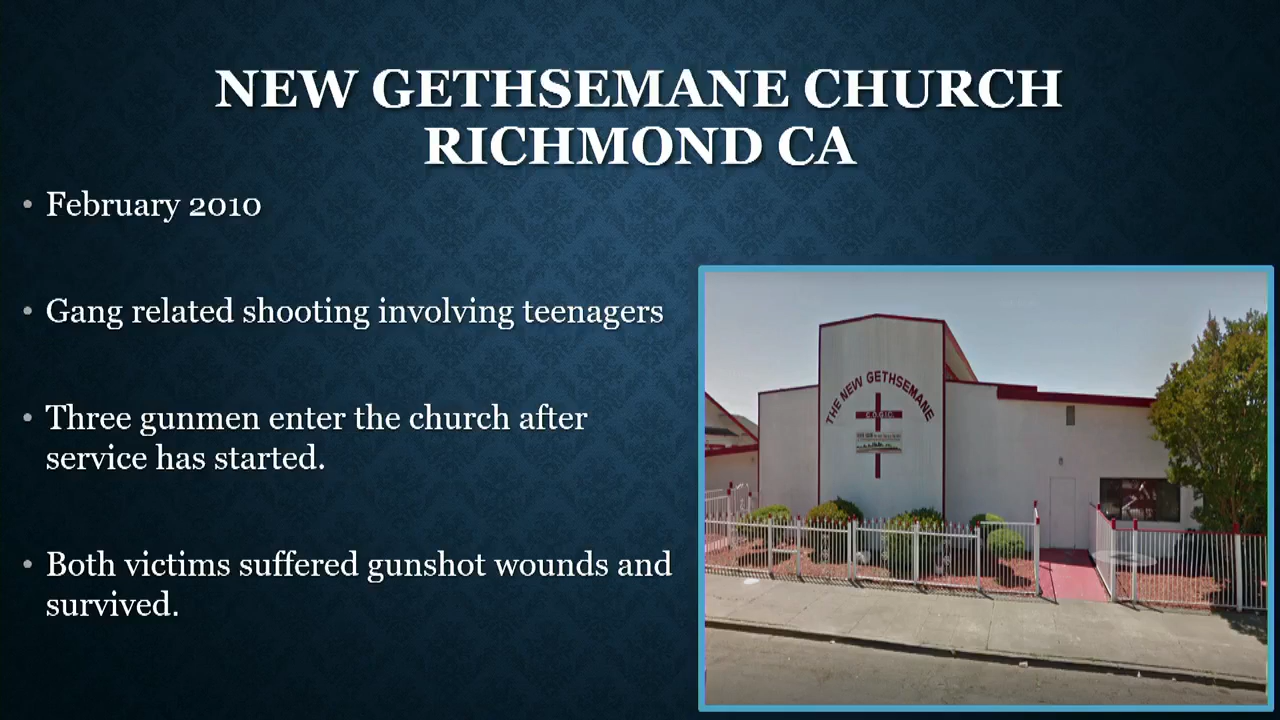 NEW GETHSEMANE CHURCH
RICHMOND CA
• February 2010
• Gang related shooting involving teenagers
• Three gunmen enter the church after
service has started.
• Both victims suffered gunshot wounds and
survived.
THE NEW GETHSEMANE
C.O.G.I.C.